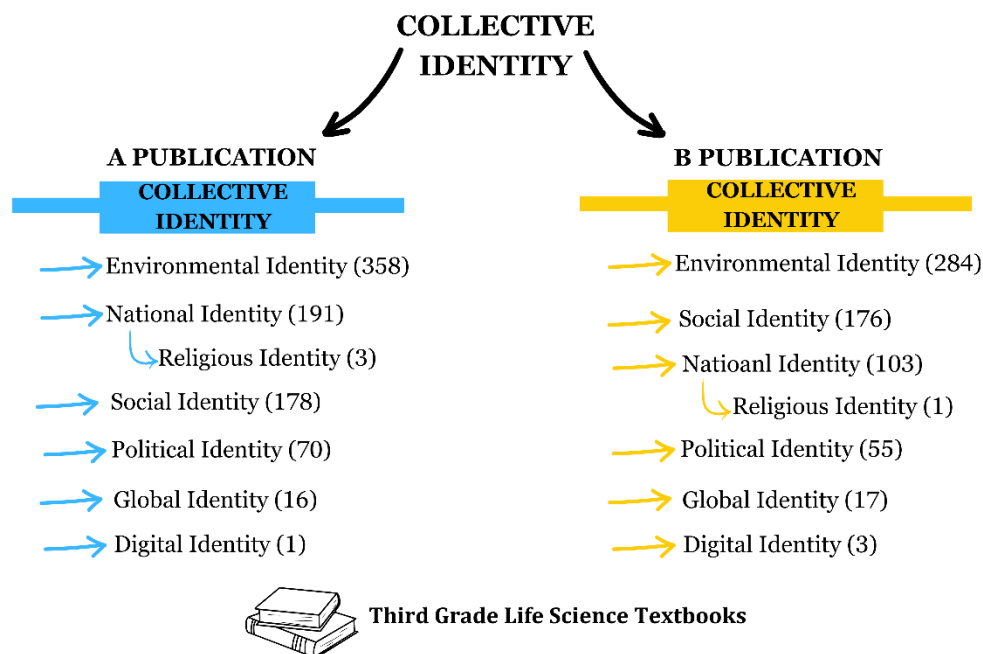 COLLECTIVE
IDENTITY
A PUBLICATION
COLLECTIVE
IDENTITY
Environmental Identity (358)
National Identity (191)
Religious Identity (3)
Social Identity (178)
Political Identity (70)
Global Identity (16)
Digital Identity (1)
B PUBLICATION
COLLECTIVE
IDENTITY
Environmental Identity (284)
Social Identity (176)
Natioanl Identity (103)
Religious Identity (1)
Political Identity (55)
Global Identity (17)
Digital Identity (3)
Third Grade Life Science Textbooks